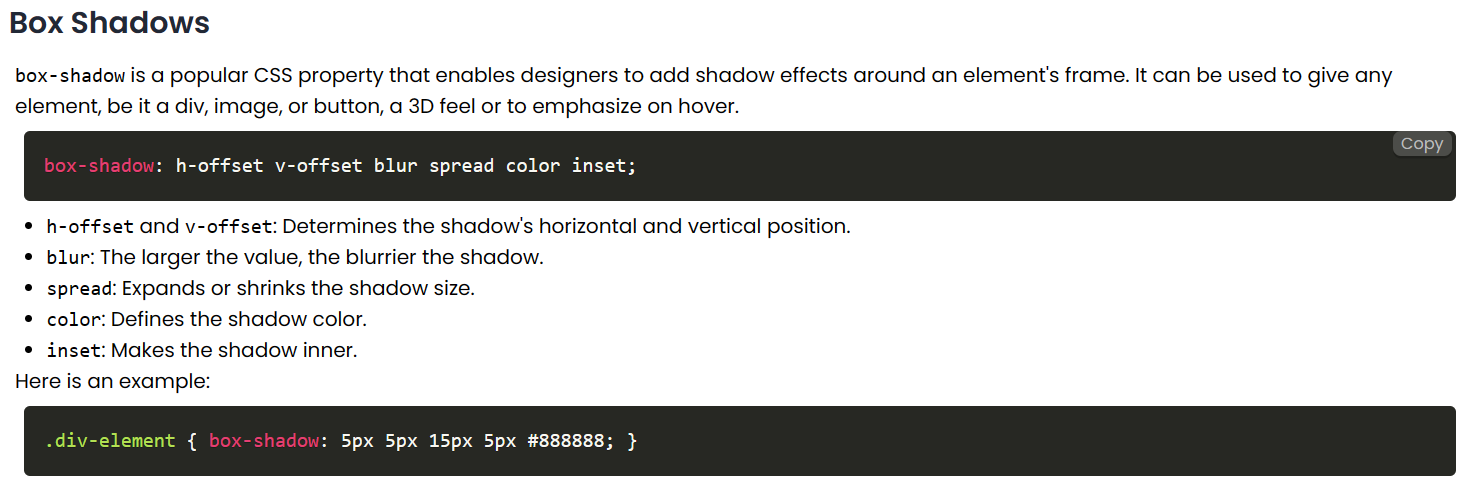 Box Shadows
box-shadow is a popular CSS property that enables designers to add shadow effects around an element's frame. It can be used to give any
element, be it a div, image, or button, a 3D feel or to emphasize on hover.
Copy
box-shadow: h-offset v-offset blur spread color inset;
• h-offset and v-offset: Determines the shadow's horizontal and vertical position.
• blur: The larger the value, the blurrier the shadow.
• spread: Expands or shrinks the shadow size.
• color: Defines the shadow color.
• inset: Makes the shadow inner.
Here is an example:
.div-element { box-shadow: 5px 5px 15px 5px #888888; }